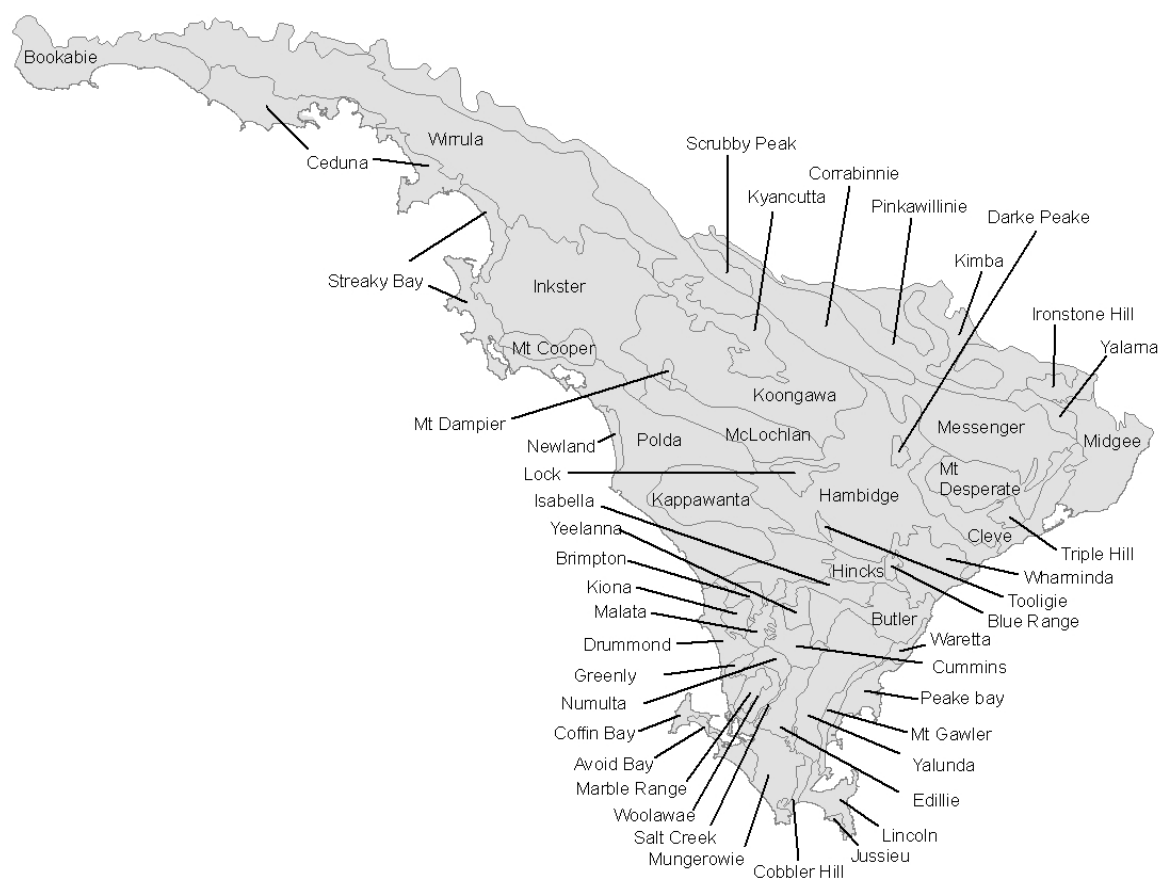 Bookabie
Wirrula
Ceduna
Scrubby Peak
Corrabinnie
Kyancutta
Pinkawillinie
Darke Peake
Kimba
Streaky Bay
Inkster
Ironstone Hill
Mt Cooper
Yalarna
Koongawa
Mt Dampier
Messenger
McLochlan
Newland
Polda
Midgee
Lock
Mt
Desperate
Hambidge
Kappawanta
Isabella
Yeelanna
Cleve
Triple Hill
Brimpton
Hincks
Wharminda
Kiona
Tooligie
Malata
Butler
Blue Range
Drummond
Waretta
Cummins
Greenly
Numulta
Peake bay
Coffin Bay
Mt Gawler
Avoid Bay
Yalunda
Marble Range
Edillie
Woolawae
Salt Creek
Lincoln
Mungerowie
Jussieu
Cobbler Hill